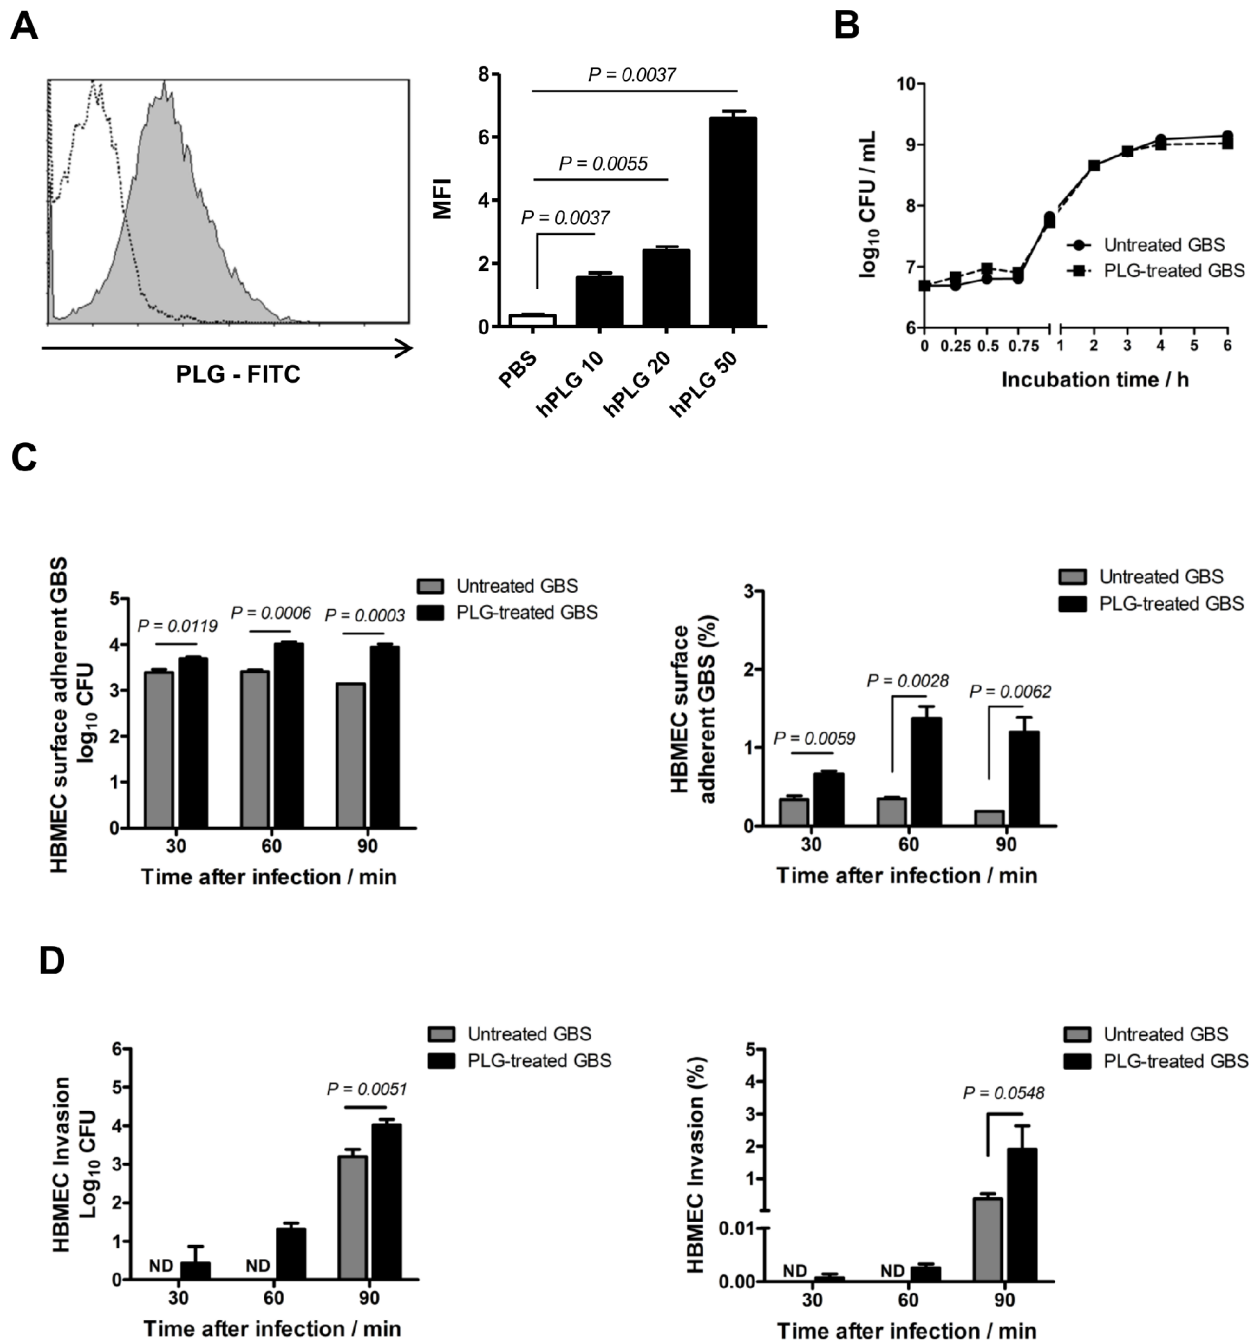 A
PLG - FITC
MFI
8
6
4
2
0
P = 0.0037
P = 0.0055
P = 0.0037
PBS
hPLG 10
hPLG 20
hPLG 50
B
log10 CFU / mL
10
9
8
7
6
Untreated GBS
PLG-treated GBS
0 0.25 0.5 0.75 1 2 3 4 5 6
Incubation time / h
C
HBMEC surface adherent GBS
log10 CFU
5
4
3
2
1
0
P = 0.0119
P = 0.0006
P = 0.0003
Untreated GBS
PLG-treated GBS
30 60 90
Time after infection / min
HBMEC surface
adherent GBS (%)
3
2
1
0
P = 0.0059
P = 0.0028
P = 0.0062
Untreated GBS
PLG-treated GBS
30 60 90
Time after infection / min
D
HBMEC Invasion
Log10 CFU
6
5
4
3
2
1
0
ND
ND
P = 0.0051
Untreated GBS
PLG-treated GBS
30 60 90
Time after infection / min
HBMEC Invasion (%)
5
4
3
2
1
0.01
0.00
ND
ND
P = 0.0548
Untreated GBS
PLG-treated GBS
30 60 90
Time after infection / min